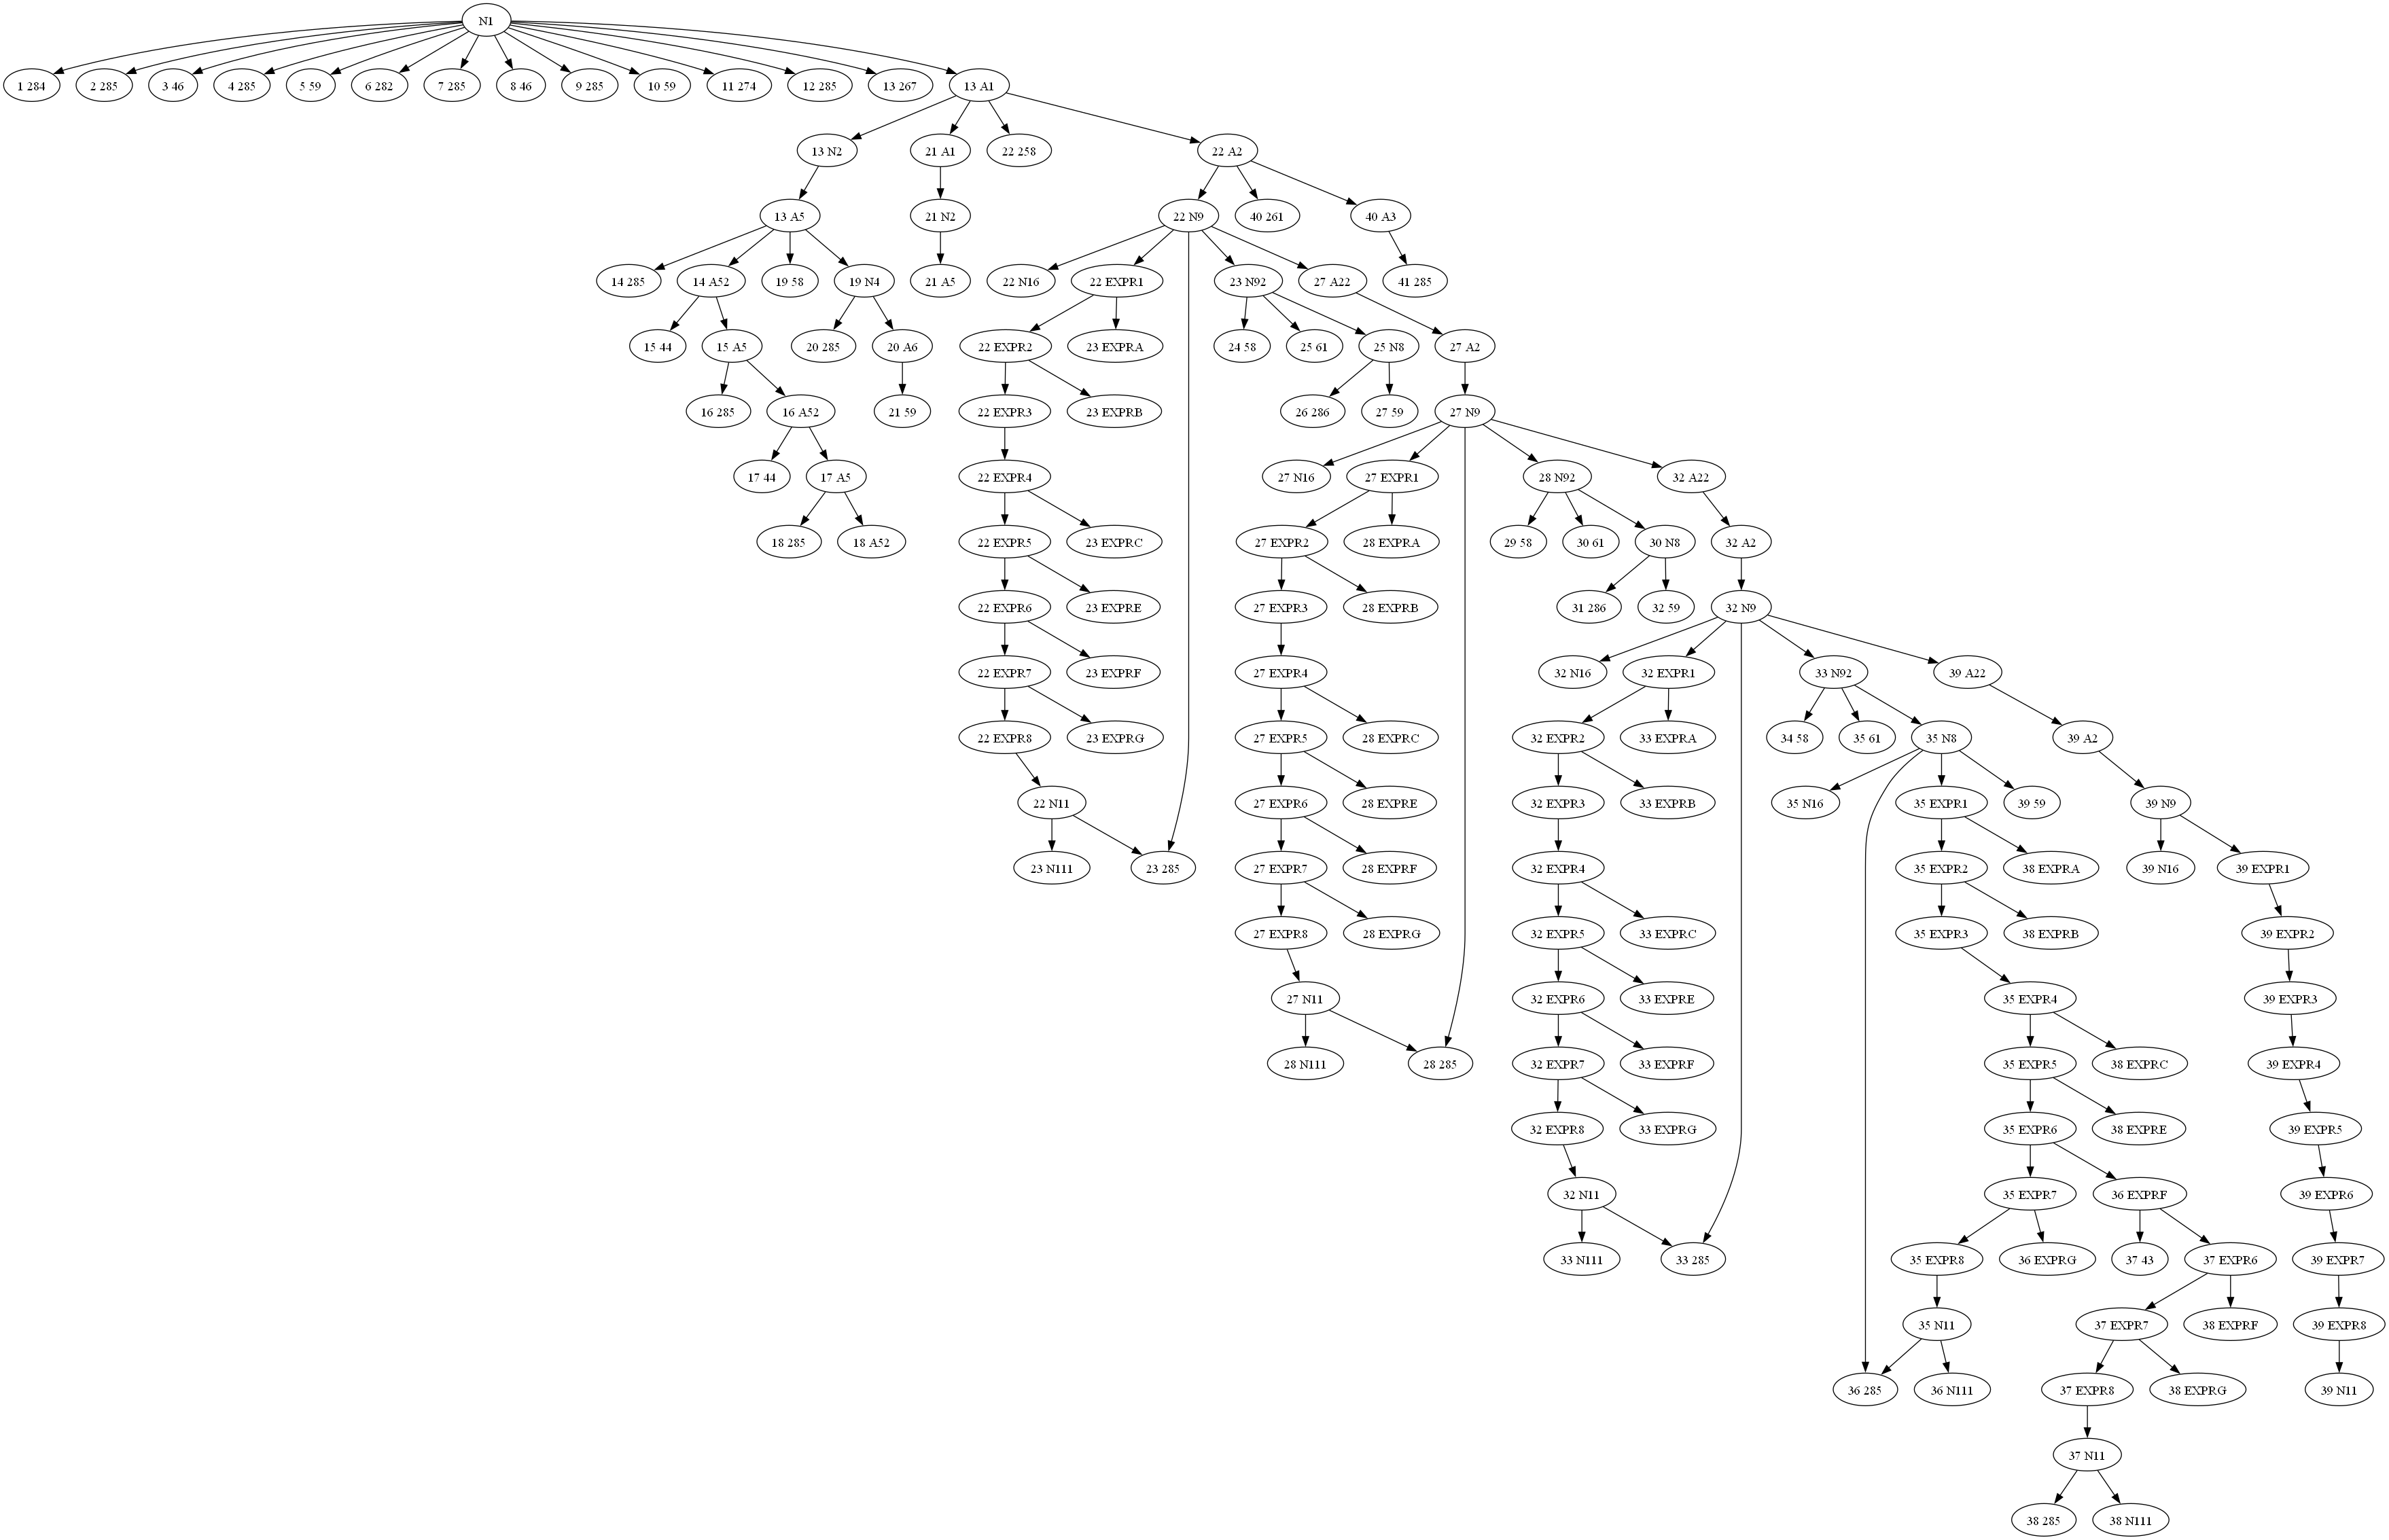 N1
1 284
2 285
3 46
4 285
5 59
6 282
7 285
8 46
9 285
10 59
11 274
12 285
13 267
13 A1
13 N2
21 A1
22 258
22 A2
13 A5
21 N2
22 N9
40 261
40 A3
14 285
14 A52
19 58
19 N4
21 A5
22 N16
22 EXPR1
23 N92
27 A22
41 285
15 44
15 A5
20 285
20 A6
22 EXPR2
23 EXPRA
24 58
25 61
25 N8
27 A2
16 285
16 A52
21 59
22 EXPR3
23 EXPRB
26 286
27 59
27 N9
17 44
17 A5
22 EXPR4
27 N16
27 EXPR1
28 N92
32 A22
18 285
18 A52
22 EXPR5
23 EXPRC
27 EXPR2
28 EXPRA
29 58
30 61
30 N8
32 A2
22 EXPR6
23 EXPRE
27 EXPR3
28 EXPRB
31 286
32 59
32 N9
22 EXPR7
23 EXPRF
27 EXPR4
32 N16
32 EXPR1
33 N92
39 A22
22 EXPR8
23 EXPRG
27 EXPR5
28 EXPRC
32 EXPR2
33 EXPRA
34 58
35 61
35 N8
39 A2
22 N11
27 EXPR6
28 EXPRE
32 EXPR3
33 EXPRB
35 N16
35 EXPR1
39 59
39 N9
23 N111
23 285
27 EXPR7
28 EXPRF
32 EXPR4
35 EXPR2
38 EXPRA
39 N16
39 EXPR1
27 EXPR8
28 EXPRG
32 EXPR5
33 EXPRC
35 EXPR3
38 EXPRB
39 EXPR2
27 N11
32 EXPR6
33 EXPRE
35 EXPR4
39 EXPR3
28 N111
28 285
32 EXPR7
33 EXPRF
35 EXPR5
38 EXPRC
39 EXPR4
32 EXPR8
33 EXPRG
35 EXPR6
38 EXPRE
39 EXPR5
32 N11
35 EXPR7
36 EXPRF
39 EXPR6
33 N111
33 285
35 EXPR8
36 EXPRG
37 43
37 EXPR6
39 EXPR7
35 N11
37 EXPR7
38 EXPRF
39 EXPR8
36 285
36 N111
37 EXPR8
38 EXPRG
39 N11
37 N11
38 285
38 N111